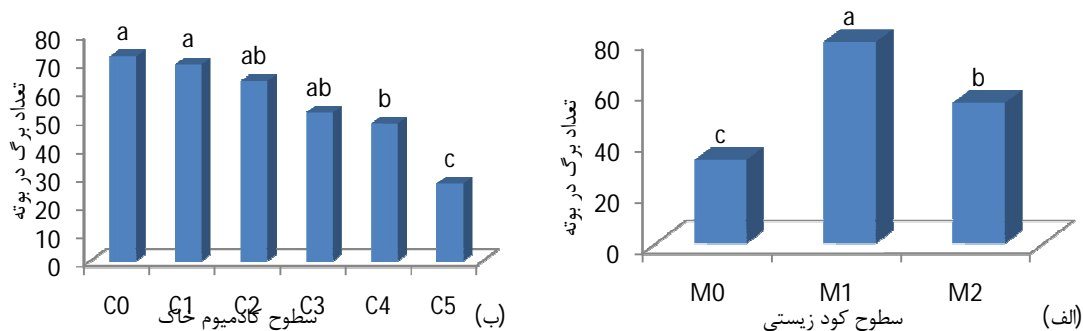 a
b
c
80
60
40
20
0
تعداد برگ در بوته
M0 M1 M2
سطوح کود زیستی
(الف)
a a ab ab b c
80
70
60
50
40
30
20
10
0
تعداد برگ در بوته
C0 C1 C2 C3 C4 C5
سطوح کادمیوم خاک
(ب)